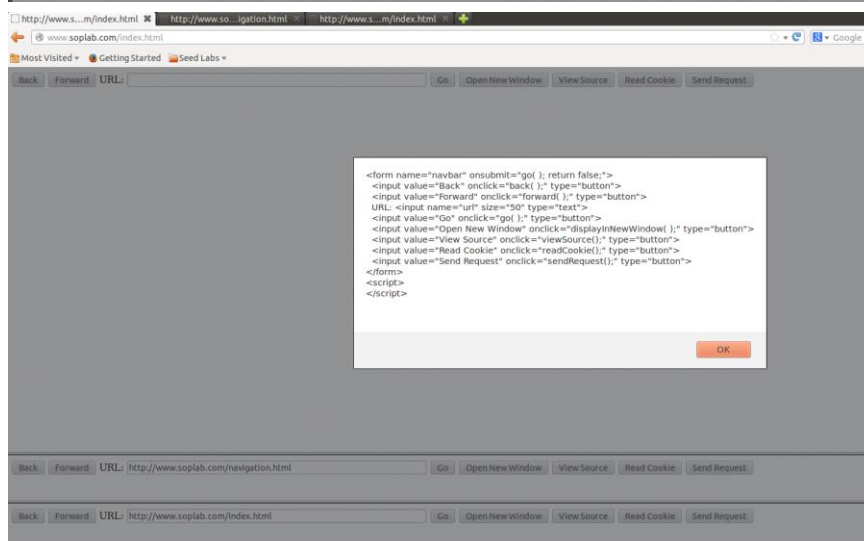 http://www.s...m/index.html http://www.so...igation.html http://www.s...m/index.html
www.soplab.com/index.html Google
Most Visited Getting Started Seed Labs
Back Forward URL: Go Open New Window View Source Read Cookie Send Request
<form name="navbar" onsubmit="go( ); return false;">
<input value="Back" onclick="back( );" type="button">
<input value="Forward" onclick="forward( );" type="button">
URL: <input name="url" size="50" type="text">
<input value="Go" onclick="go( );" type="button">
<input value="Open New Window" onclick="displayInNewWindow( );" type="button">
<input value="View Source" onclick="viewSource();" type="button">
<input value="Read Cookie" onclick="readCookie();" type="button">
<input value="Send Request" onclick="sendRequest();" type="button">
</form>
<script>
</script>
OK
Back Forward URL: http://www.soplab.com/navigation.html Go Open New Window View Source Read Cookie Send Request
Back Forward URL: http://www.soplab.com/index.html Go Open New Window View Source Read Cookie Send Request